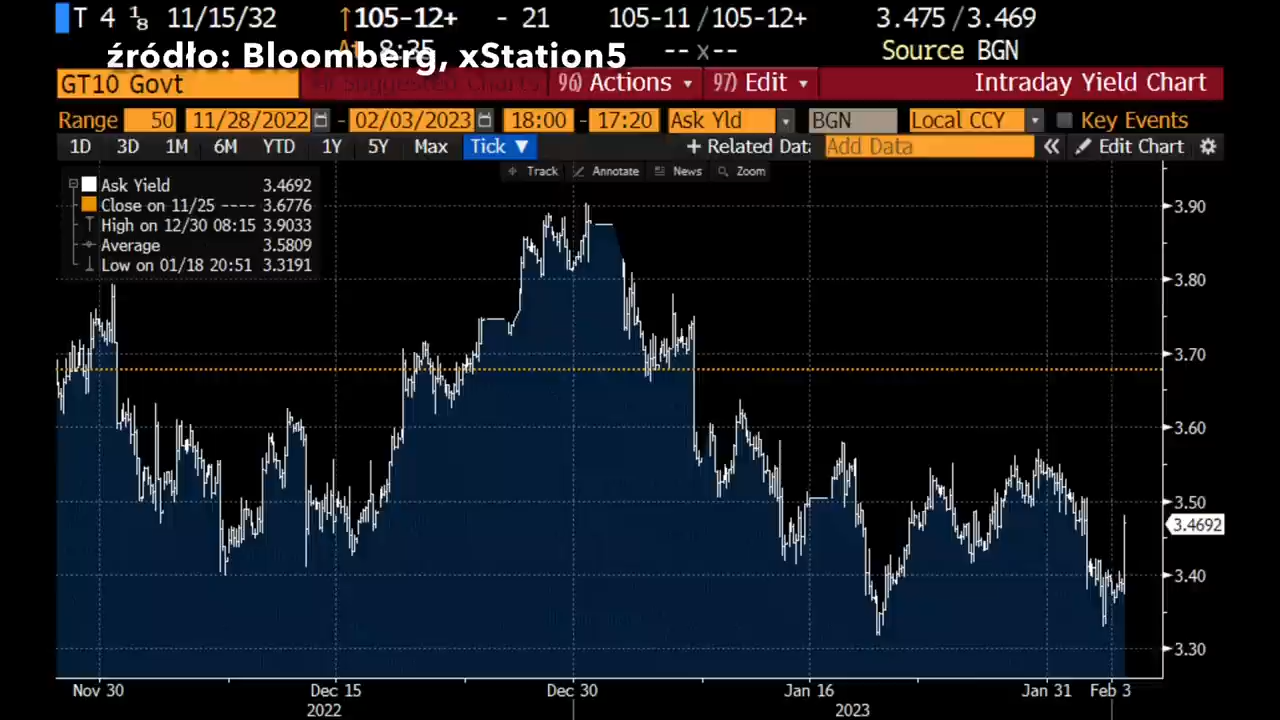 T 4 ⅛ 11/15/32 ↑105-12+ - 21 105-11 /105-12+ 3.475 /3.469
At 8:35 -- x -- Source BGN
źródło: Bloomberg, xStation5
GT10 Govt 96) Actions ▾ 97) Edit ▾ Intraday Yield Chart
Range 50 11/28/2022 - 02/03/2023 18:00 - 17:20 Ask Yld ▾ BGN Local CCY ▾ Key Events
1D 3D 1M 6M YTD 1Y 5Y Max Tick ▼ + Related Data Add Data « Edit Chart
Track Annotate News Zoom
Ask Yield 3.4692
Close on 11/25 ---- 3.6776
High on 12/30 08:15 3.9033
Average 3.5809
Low on 01/18 20:51 3.3191
3.90
3.80
3.70
3.60
3.50
3.4692
3.40
3.30
Nov 30 Dec 15 Dec 30 Jan 16 Jan 31 Feb 3
2022 2023